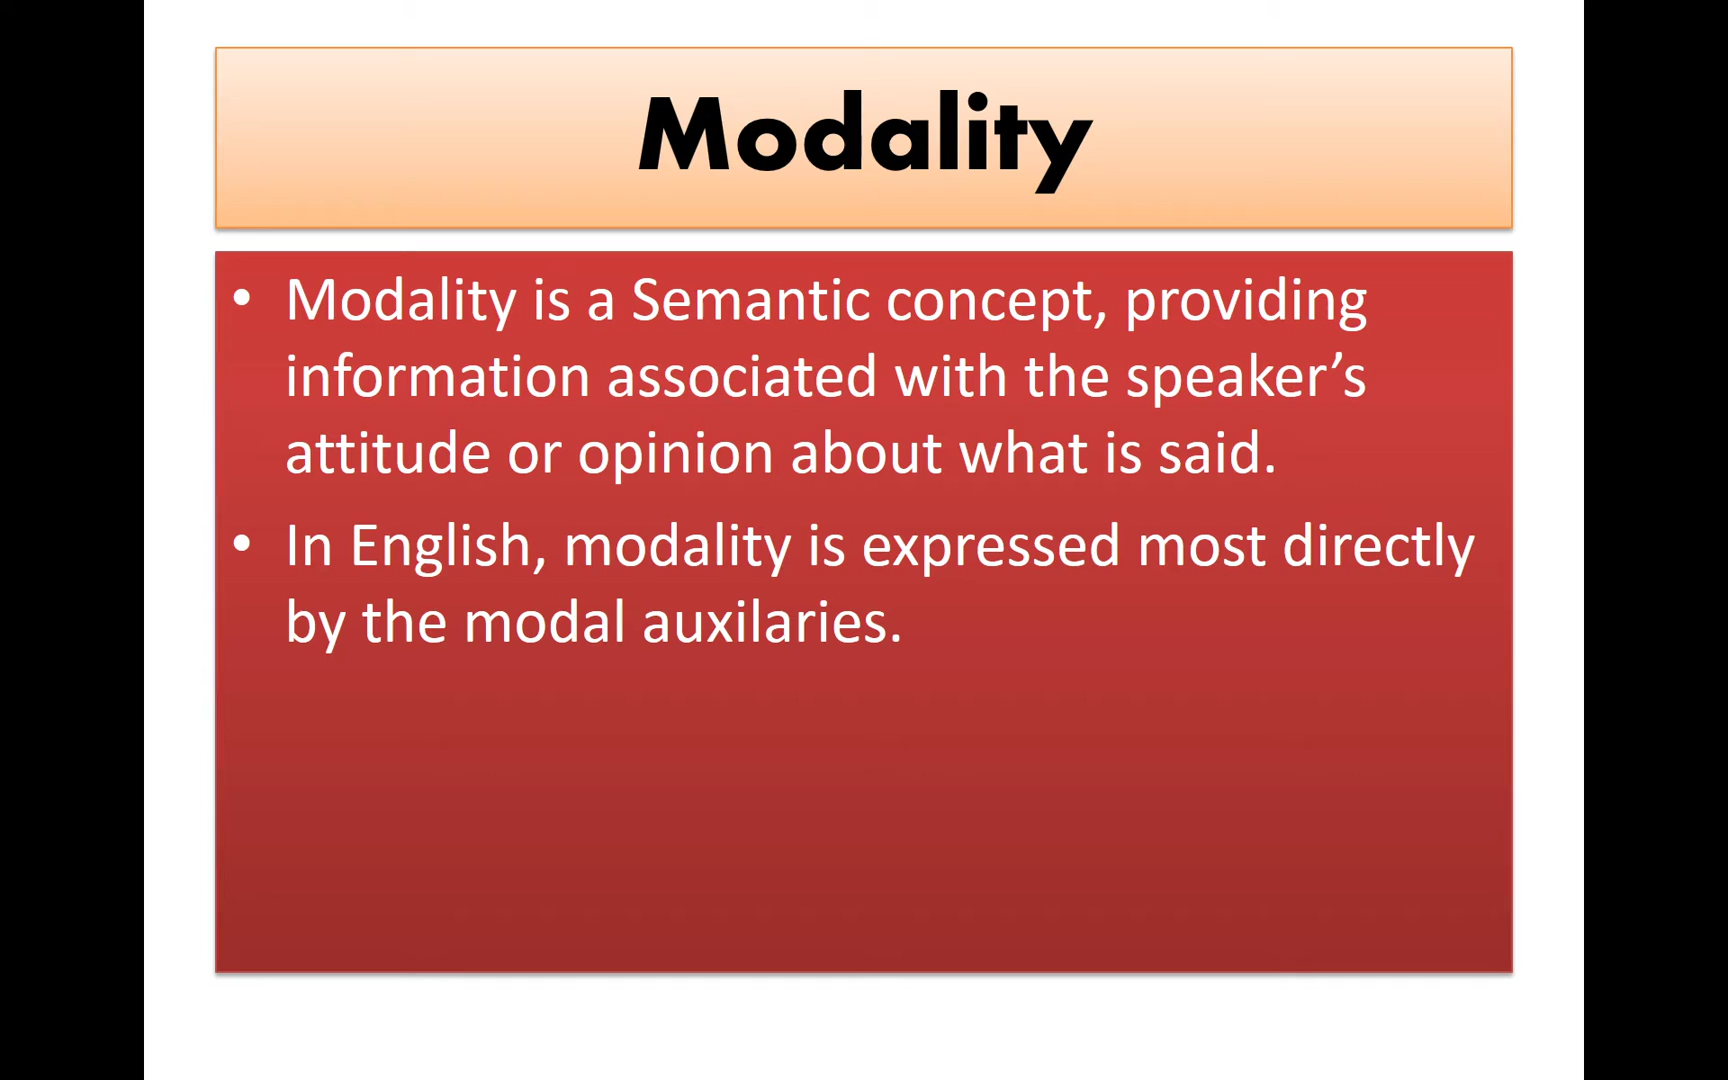 Modality
• Modality is a Semantic concept, providing
information associated with the speaker’s
attitude or opinion about what is said.
• In English, modality is expressed most directly
by the modal auxilaries.